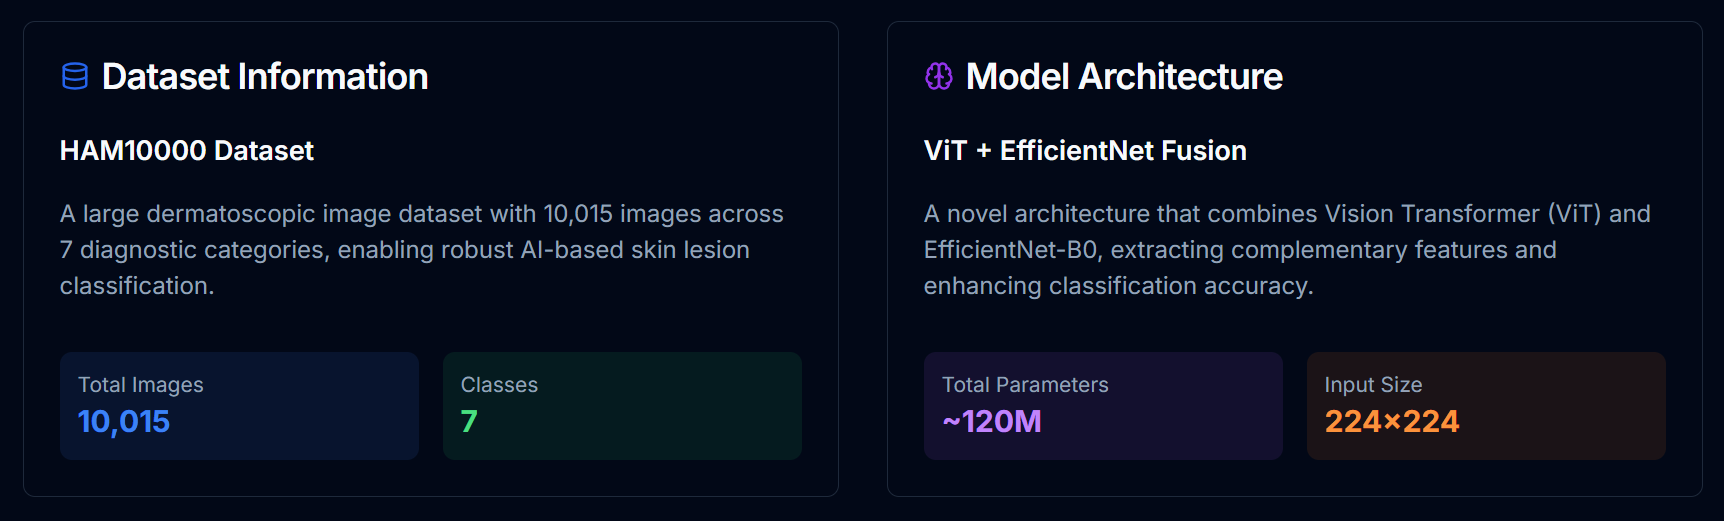 Dataset Information
HAM10000 Dataset
A large dermatoscopic image dataset with 10,015 images across
7 diagnostic categories, enabling robust AI-based skin lesion
classification.
Total Images
10,015
Classes
7
Model Architecture
ViT + EfficientNet Fusion
A novel architecture that combines Vision Transformer (ViT) and
EfficientNet-B0, extracting complementary features and
enhancing classification accuracy.
Total Parameters
~120M
Input Size
224×224